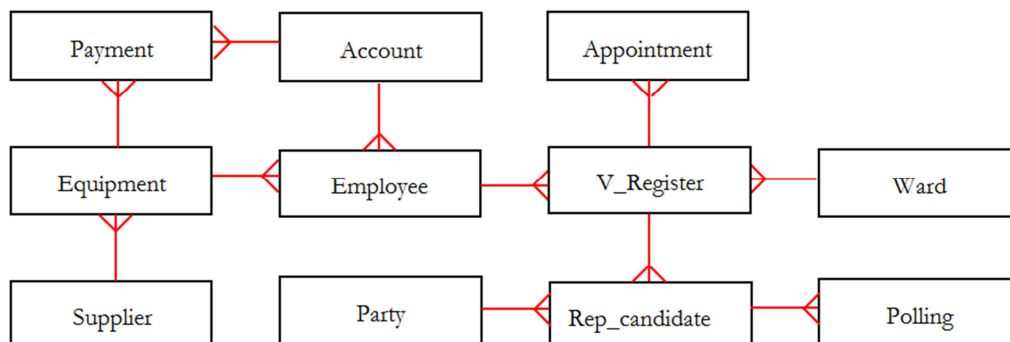 Payment
Account
Appointment
Equipment
Employee
V_Register
Ward
Supplier
Party
Rep_candidate
Polling